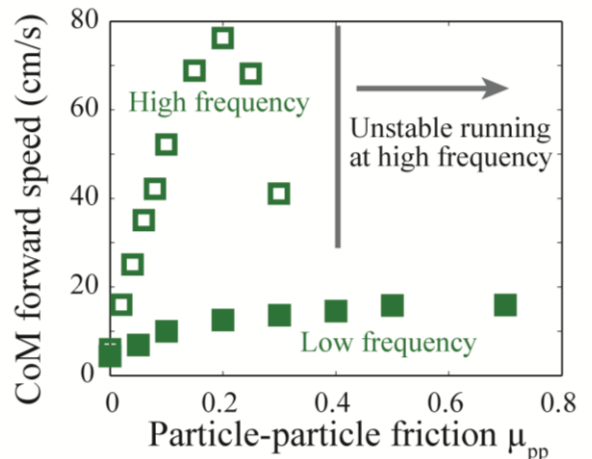 80
60
40
20
0
CoM forward speed (cm/s)
High frequency
Unstable running
at high frequency
Low frequency
0 0.2 0.4 0.6 0.8
Particle-particle friction μpp